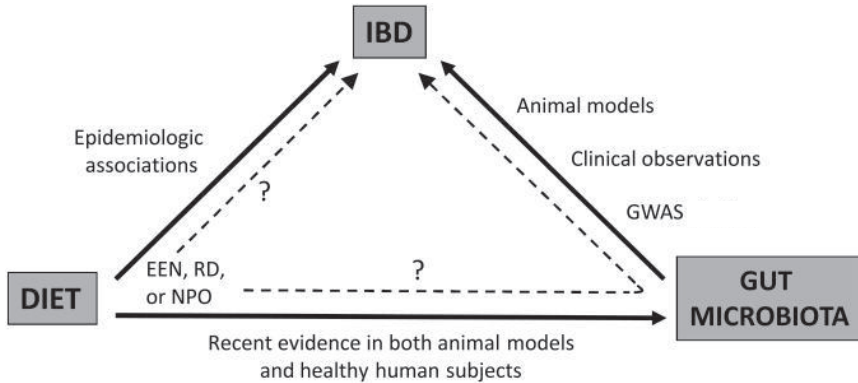 IBD
Epidemiologic
associations
Animal models
Clinical observations
GWAS
?
EEN, RD,
or NPO
?
DIET
GUT
MICROBIOTA
Recent evidence in both animal models
and healthy human subjects